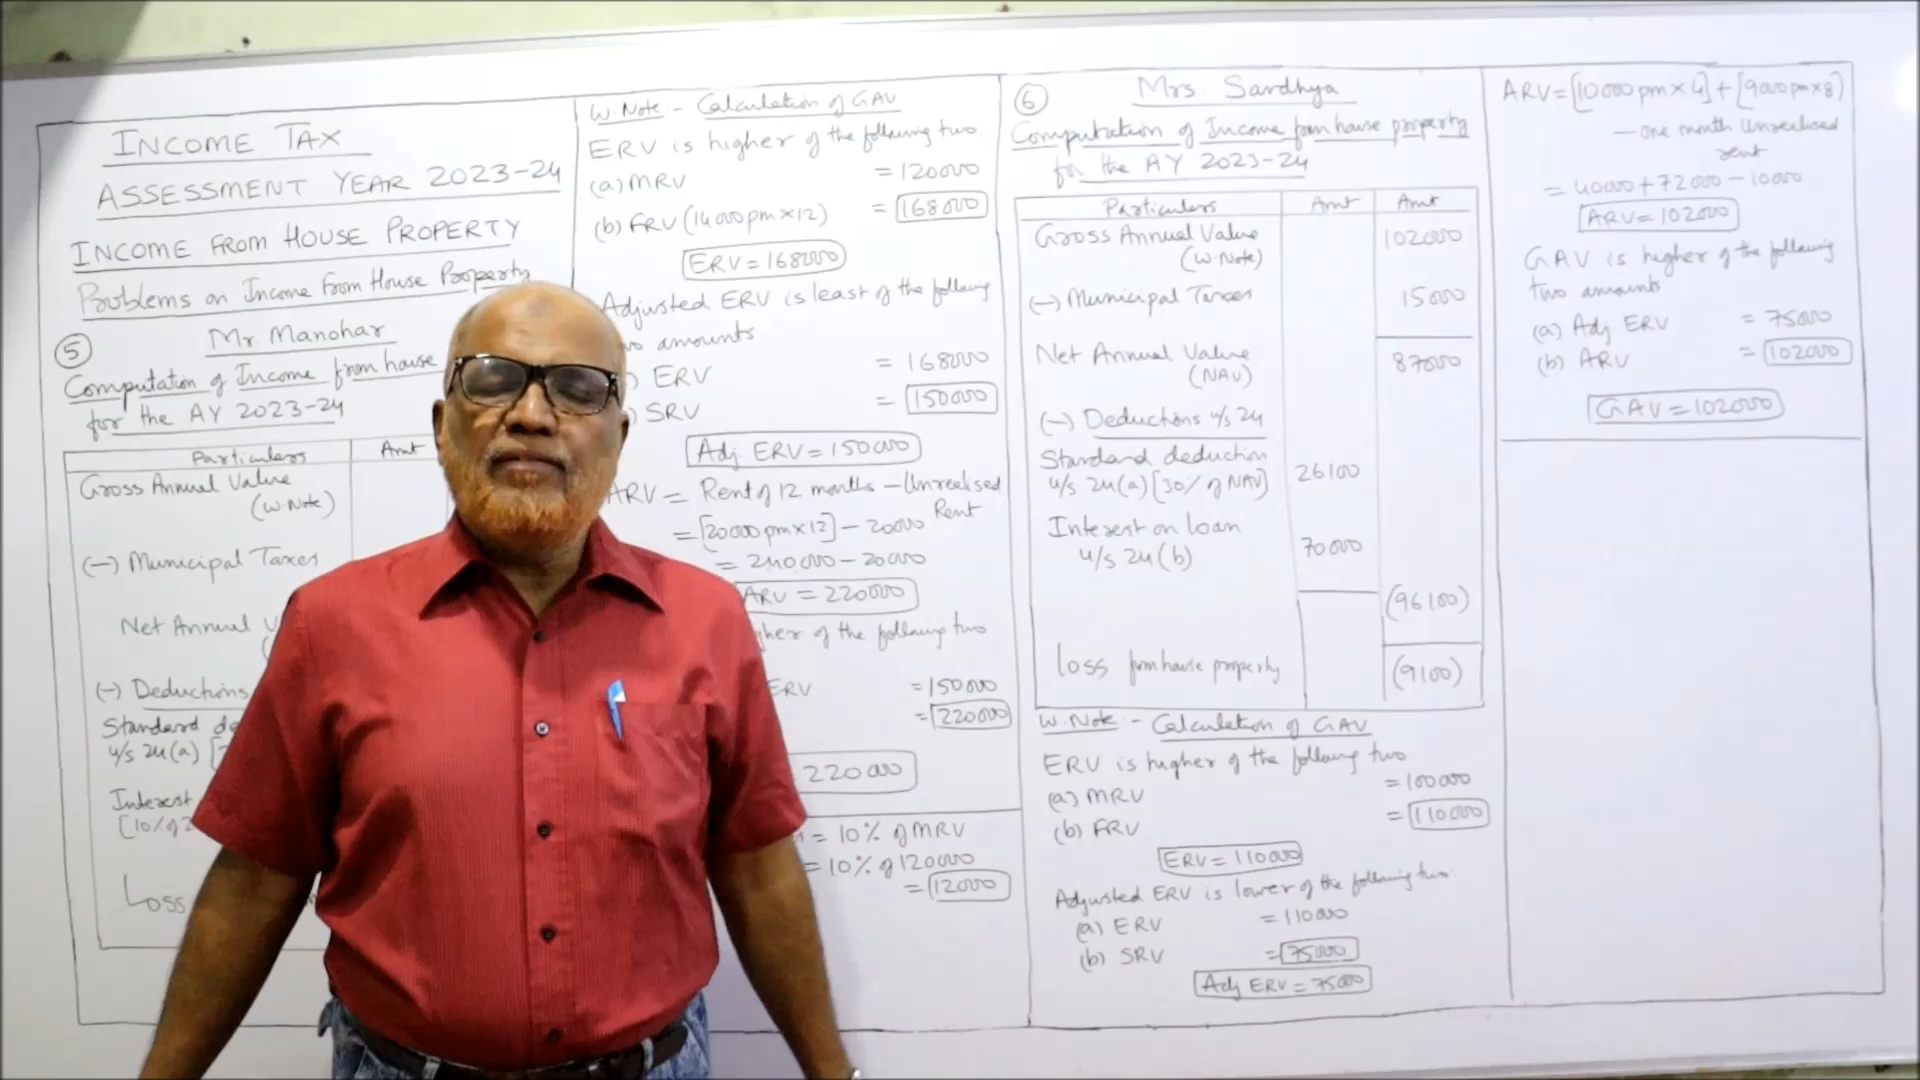 INCOME TAX
ASSESSMENT YEAR 2023-24
INCOME FROM HOUSE PROPERTY
Problems on Income From House Property
5
Mr. Manohar
Computation of Income from house
for the AY 2023-24
Particulars Amt
Gross Annual Value
(W.Note)
(-) Municipal Taxes
Net Annual V
(-) Deductions
Standard de
u/s 24(a) [
Interest
[10% of 2
Loss
W.Note - Calculation of GAV
ERV is higher of the following two
(a) MRV = 120000
(b) FRV (14000pm×12) = 168000
ERV = 168000
Adjusted ERV is least of the following
amounts
) ERV = 168000
) SRV = 150000
Adj ERV = 150000
ARV = Rent of 12 months - Unrealised
Rent
= [20000pm×12] - 20000
= 240000 - 20000
ARV = 220000
gher of the following two
ERV = 150000
= 220000
220000
= 10% of MRV
= 10% of 120000
= 12000
6
Mrs Sandhya
Computation of Income from house property
for the AY 2023-24
Particulars Amt Amt
Gross Annual Value 102000
(W.Note)
(-) Municipal Taxes 15000
Net Annual Value 87000
(NAV)
(-) Deductions u/s 24
Standard deduction
u/s 24(a) [30% of NAV] 26100
Interest on loan
u/s 24(b) 70000
(96100)
Loss from house property (9100)
W.Note - Calculation of GAV
ERV is higher of the following two
(a) MRV = 100000
(b) FRV = 110000
ERV = 110000
Adjusted ERV is lower of the following two
(a) ERV = 110000
(b) SRV = 75000
Adj ERV = 75000
ARV = [10000pm×4] + [9000pm×8]
- one month Unrealised
rent
= 40000 + 72000 - 10000
ARV = 102000
GAV is higher of the following
two amounts
(a) Adj ERV = 75000
(b) ARV = 102000
GAV = 102000